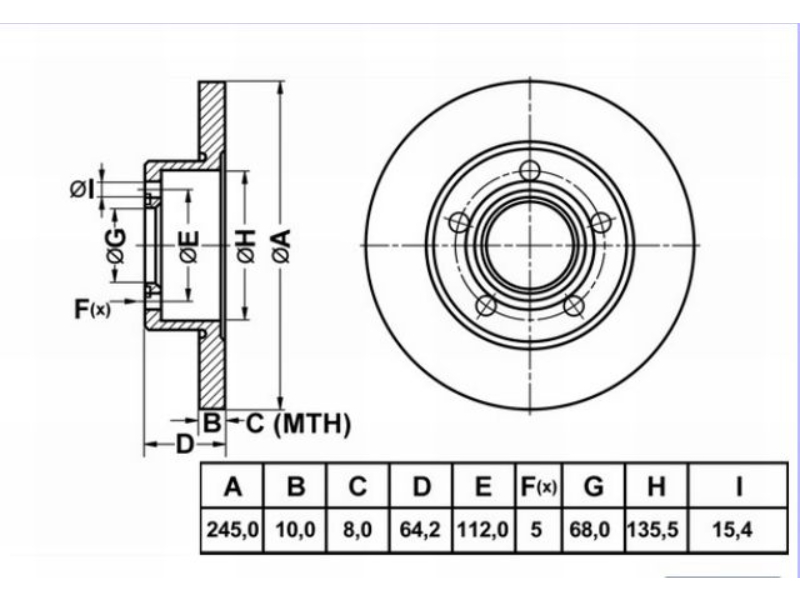 ØI
ØG
ØE
ØH
ØA
F(x)
B
C (MTH)
D
A B C D E F(x) G H I
245,0 10,0 8,0 64,2 112,0 5 68,0 135,5 15,4